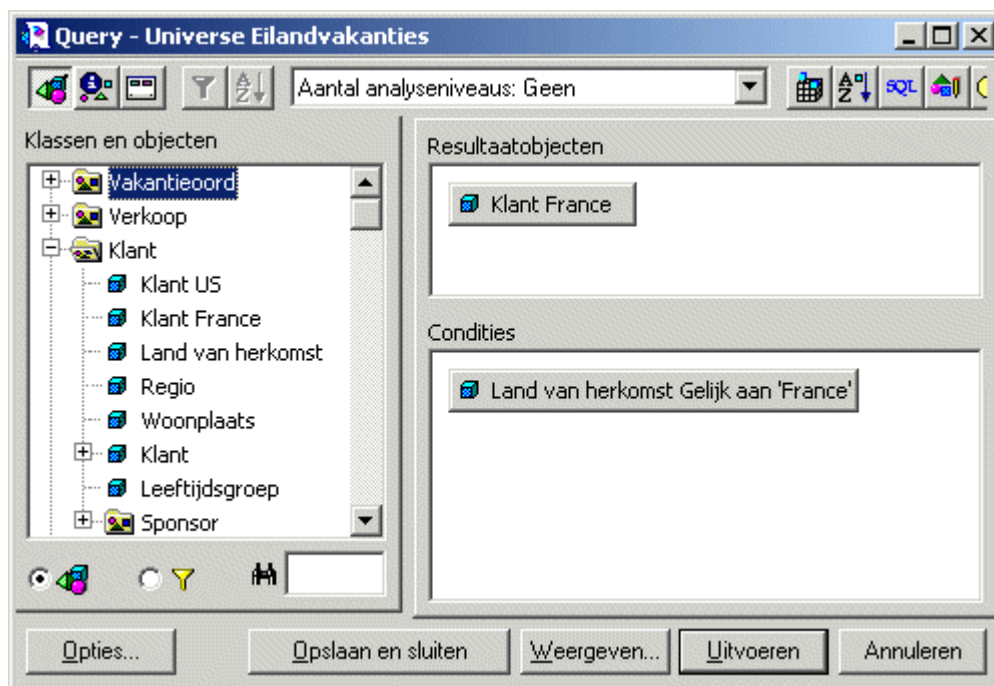 Query - Universe Eilandvakanties
Aantal analyseniveaus: Geen
SQL
Klassen en objecten
Vakantieoord
Verkoop
Klant
Klant US
Klant France
Land van herkomst
Regio
Woonplaats
Klant
Leeftijdsgroep
Sponsor
Resultaatobjecten
Klant France
Condities
Land van herkomst Gelijk aan 'France'
Opties...
Opslaan en sluiten
Weergeven...
Uitvoeren
Annuleren